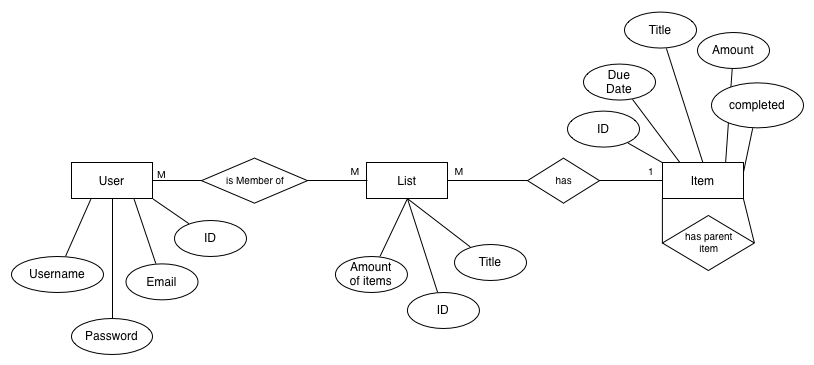 Title
Amount
Due
Date
completed
ID
User
M
is Member of
M
List
M
has
1
Item
ID
has parent
item
Username
Email
Amount
of items
Title
ID
Password